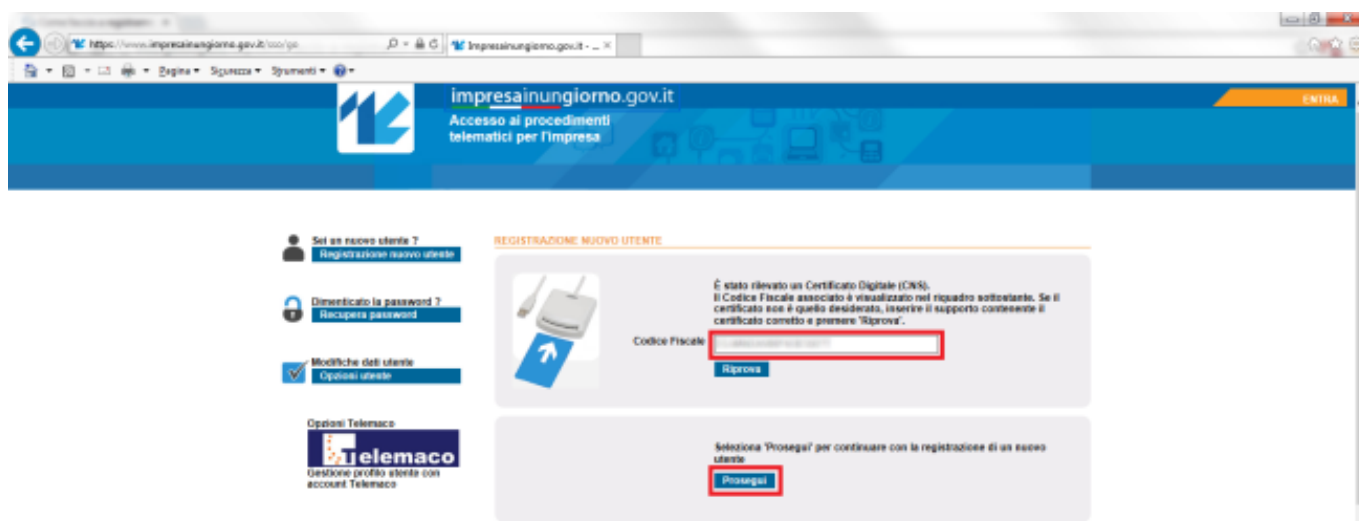 https://www.impresainungiorno.gov.it/sso/go
Impresainungiorno.gov.it - ...
Pagina Sicurezza Strumenti
impresainungiorno.gov.it
ENTRA
Accesso ai procedimenti
telematici per l'impresa
Sei un nuovo utente ?
Registrazione nuovo utente
Dimenticato la password ?
Recupera password
Modifiche dati utente
Opzioni utente
Opzioni Telemaco
Telemaco
Gestione profilo utente con
account Telemaco
REGISTRAZIONE NUOVO UTENTE
È stato rilevato un Certificato Digitale (CNS).
Il Codice Fiscale associato è visualizzato nel riquadro sottostante. Se il
certificato non è quello desiderato, inserire il supporto contenente il
certificato corretto e premere 'Riprova'.
Codice Fiscale
Riprova
Seleziona 'Prosegui' per continuare con la registrazione di un nuovo
utente
Prosegui